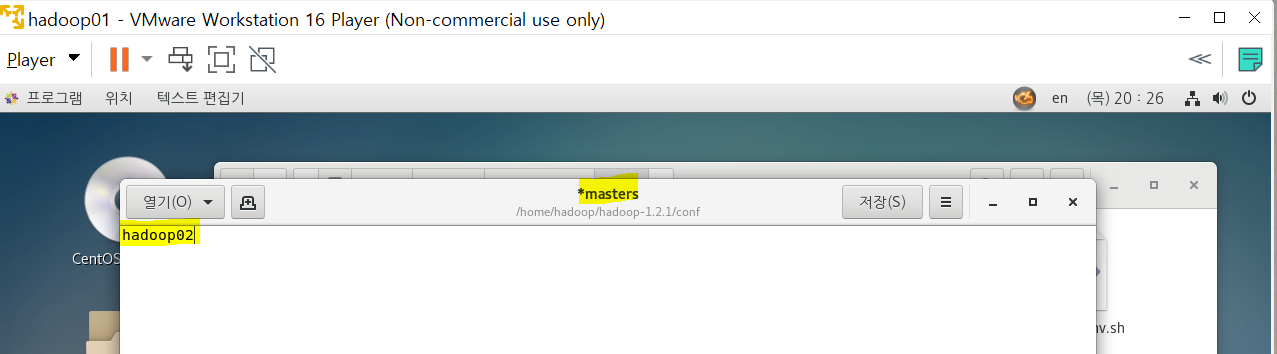 hadoop01 - VMware Workstation 16 Player (Non-commercial use only)
Player
프로그램 위치 텍스트 편집기 en (목) 20 : 26
열기(O) *masters 저장(S)
/home/hadoop/hadoop-1.2.1/conf
hadoop02
CentOS
nv.sh